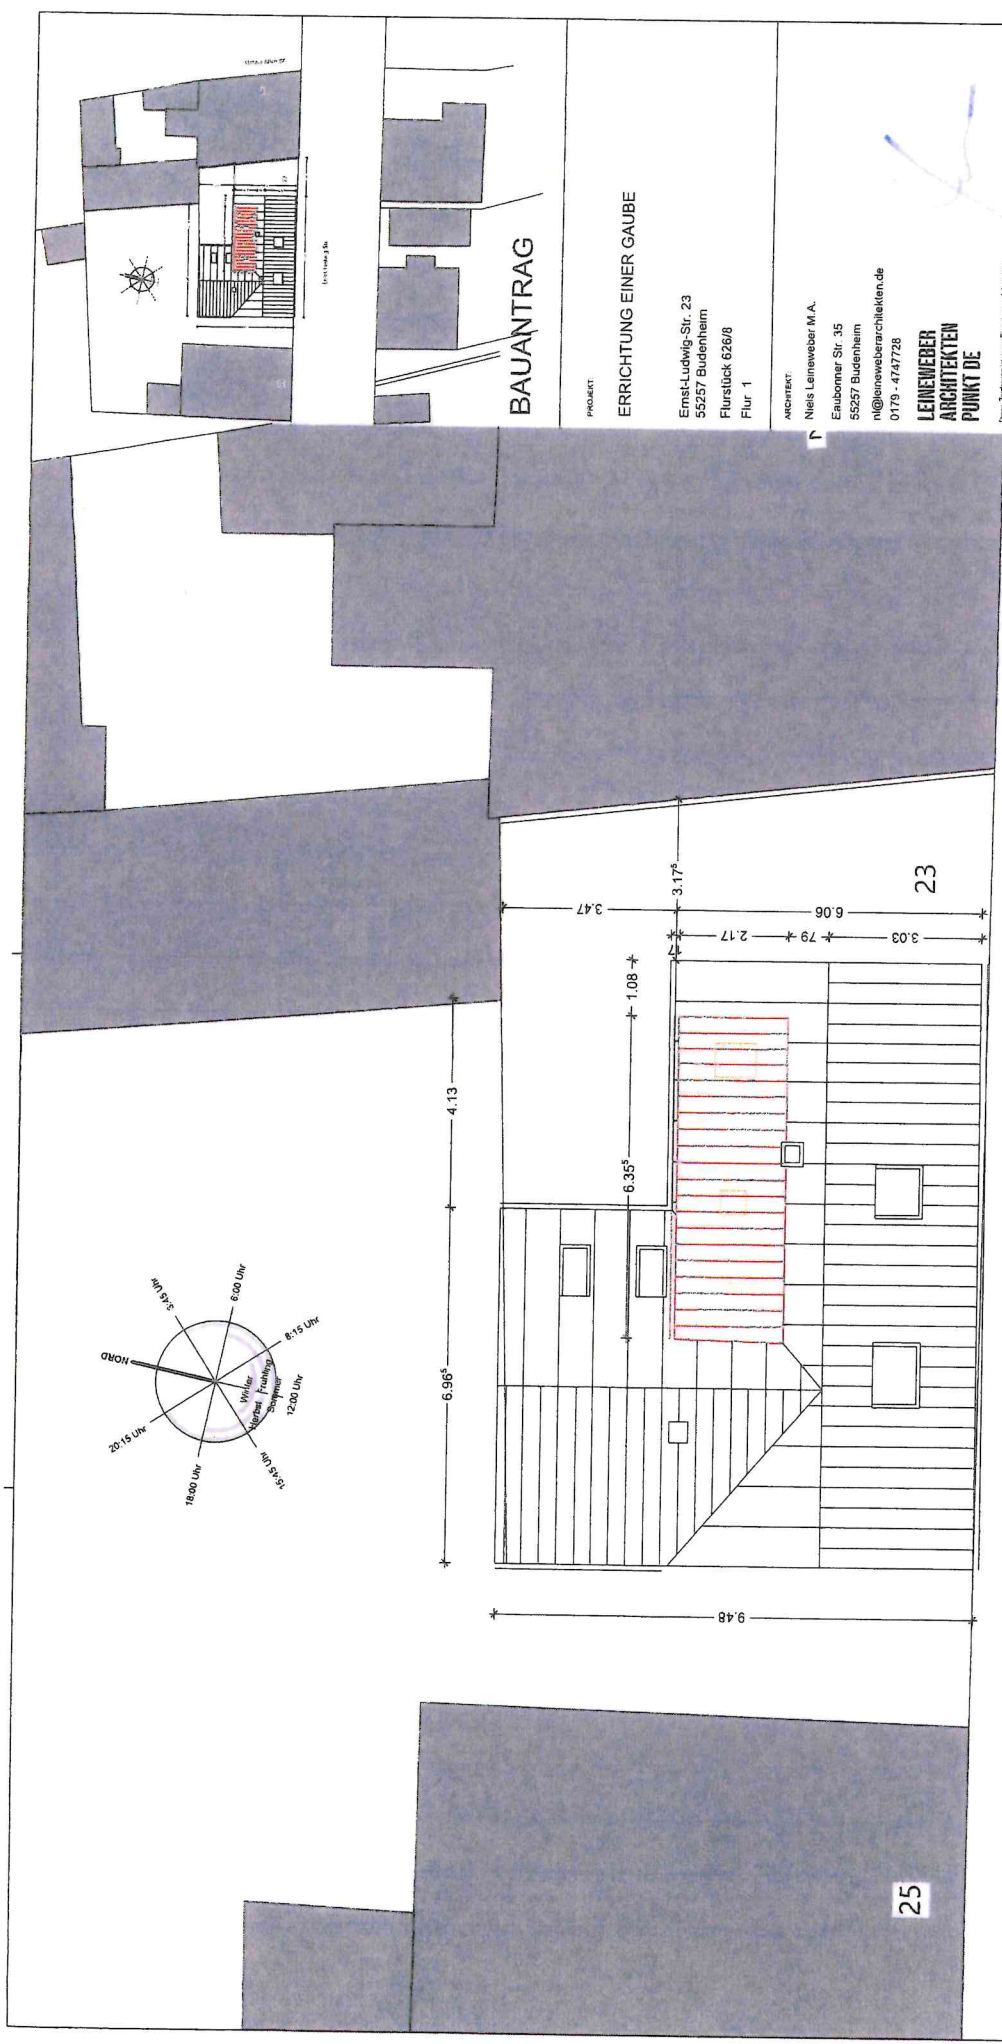 BAUANTRAG
PROJEKT:
ERRICHTUNG EINER GAUBE
Ernst-Ludwig-Str. 23
55257 Budenheim
Flurstück 626/8
Flur 1
ARCHITEKT:
Niels Leineweber M.A.
Eaubonner Str. 35
55257 Budenheim
nl@leineweberarchitekten.de
0179 - 4747728
LEINEWEBER
ARCHITEKTEN
PUNKT DE
NORD
3:45 Uhr
6:00 Uhr
8:15 Uhr
12:00 Uhr
15:45 Uhr
18:00 Uhr
20:15 Uhr
Winter
Frühling
Herbst
Sommer
6.96⁵
4.13
6.35⁵
1.08
3.47
3.17⁵
17
2.17
79
3.03
6.06
9.48
23
25